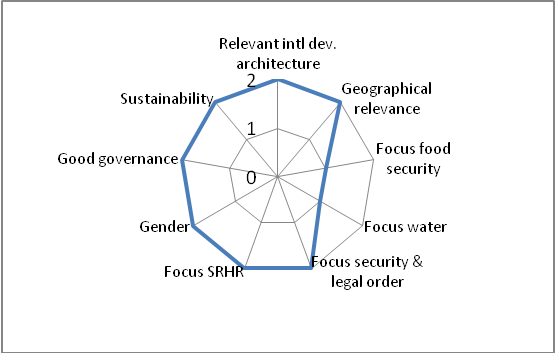 Relevant intl dev.
architecture
2
Geographical
relevance
Sustainability
1
Focus food
security
Good governance
0
Gender
Focus water
Focus security &
legal order
Focus SRHR